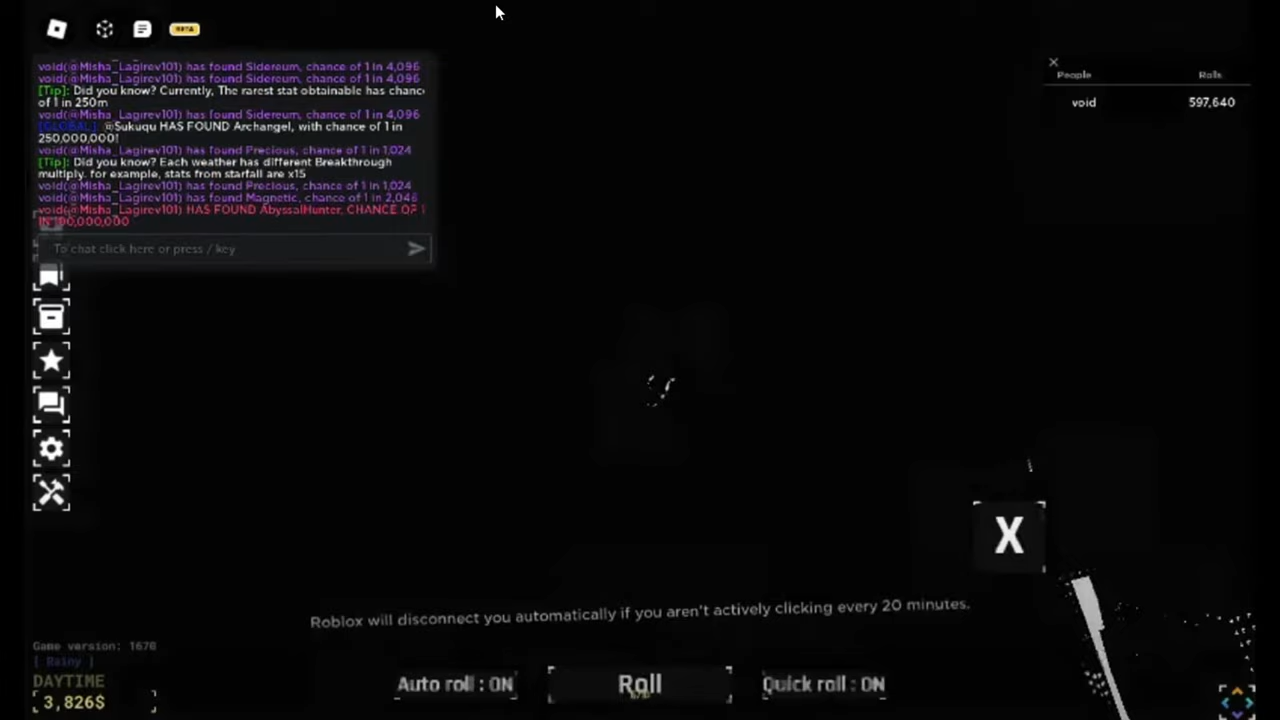 BETA
void(@Misha_Lagirev101) has found Sidereum, chance of 1 in 4,096
void(@Misha_Lagirev101) has found Sidereum, chance of 1 in 4,096
[Tip]: Did you know? Currently, The rarest stat obtainable has chance
of 1 in 250m
void(@Misha_Lagirev101) has found Sidereum, chance of 1 in 4,096
[GLOBAL]: @Sukuqu HAS FOUND Archangel, with chance of 1 in
250,000,000!
void(@Misha_Lagirev101) has found Precious, chance of 1 in 1,024
[Tip]: Did you know? Each weather has different Breakthrough
multiply. for example, stats from starfall are x15
void(@Misha_Lagirev101) has found Precious, chance of 1 in 1,024
void(@Misha_Lagirev101) has found Magnetic, chance of 1 in 2,048
void(@Misha_Lagirev101) HAS FOUND AbyssalHunter, CHANCE OF 1
IN 100,000,000
To chat click here or press / key
People Rolls
void 597,640
X
Roblox will disconnect you automatically if you aren't actively clicking every 20 minutes.
Game version: 1670
[ Rainy ]
DAYTIME
3,826$
Auto roll : ON
Roll
Quick roll : ON